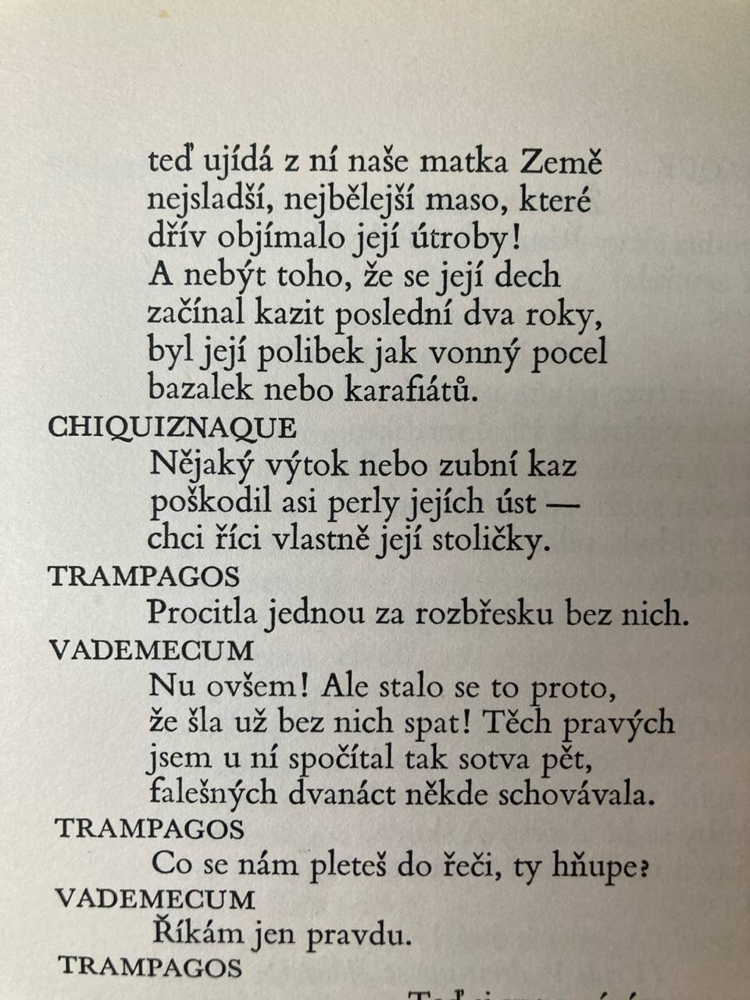 teď ujídá z ní naše matka Země
nejsladší, nejbělejší maso, které
dřív objímalo její útroby!
A nebýt toho, že se její dech
začínal kazit poslední dva roky,
byl její polibek jak vonný pocel
bazalek nebo karafiátů.
CHIQUIZNAQUE
Nějaký výtok nebo zubní kaz
poškodil asi perly jejích úst —
chci říci vlastně její stoličky.
TRAMPAGOS
Procitla jednou za rozbřesku bez nich.
VADEMECUM
Nu ovšem! Ale stalo se to proto,
že šla už bez nich spat! Těch pravých
jsem u ní spočítal tak sotva pět,
falešných dvanáct někde schovávala.
TRAMPAGOS
Co se nám pleteš do řeči, ty hňupe?
VADEMECUM
Říkám jen pravdu.
TRAMPAGOS